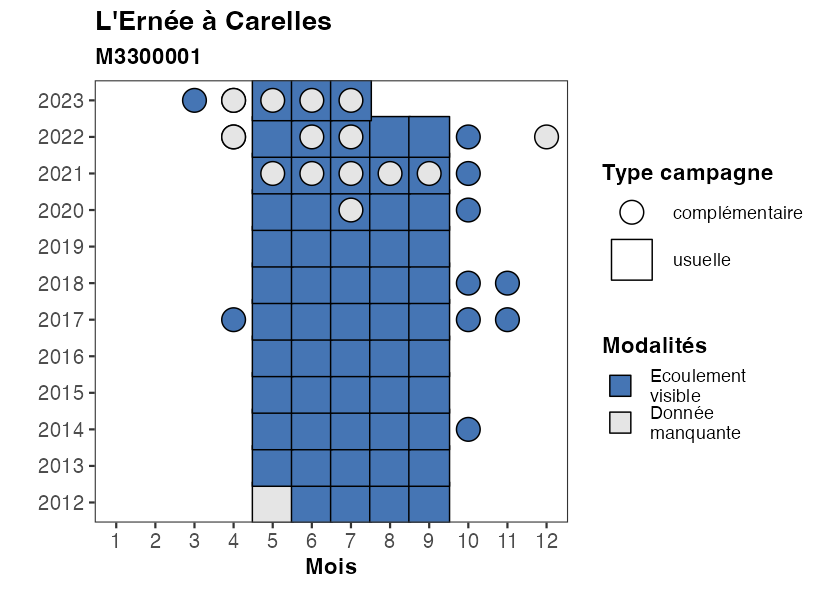 L'Ernée à Carelles
M3300001
2023
2022
2021
2020
2019
2018
2017
2016
2015
2014
2013
2012
1 2 3 4 5 6 7 8 9 10 11 12
Mois
Type campagne
complémentaire
usuelle
Modalités
Ecoulement
visible
Donnée
manquante